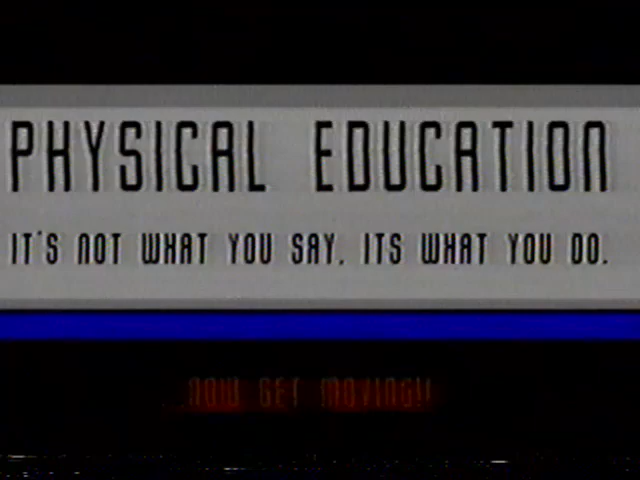 PHYSICAL EDUCATION
IT'S NOT WHAT YOU SAY, ITS WHAT YOU DO.
NOW GET MOVING!!